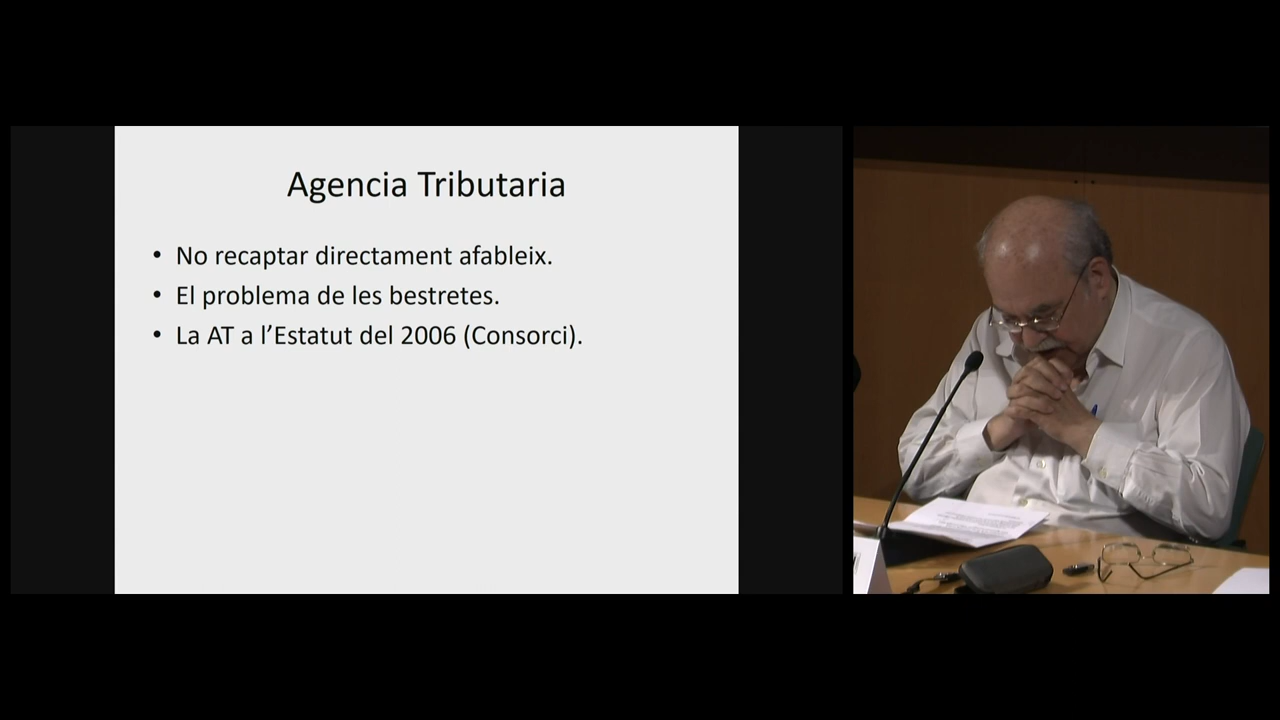 Agencia Tributaria
• No recaptar directament afableix.
• El problema de les bestretes.
• La AT a l’Estatut del 2006 (Consorci).